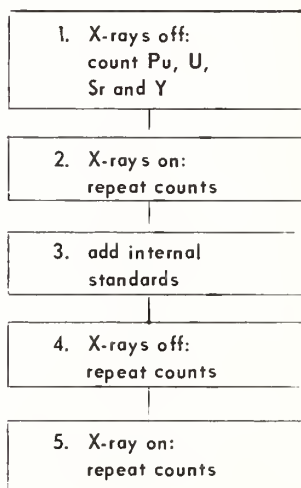 1. X-rays off:
count Pu, U,
Sr and Y
2. X-rays on:
repeat counts
3. add internal
standards
4. X-rays off:
repeat counts
5. X-ray on:
repeat counts